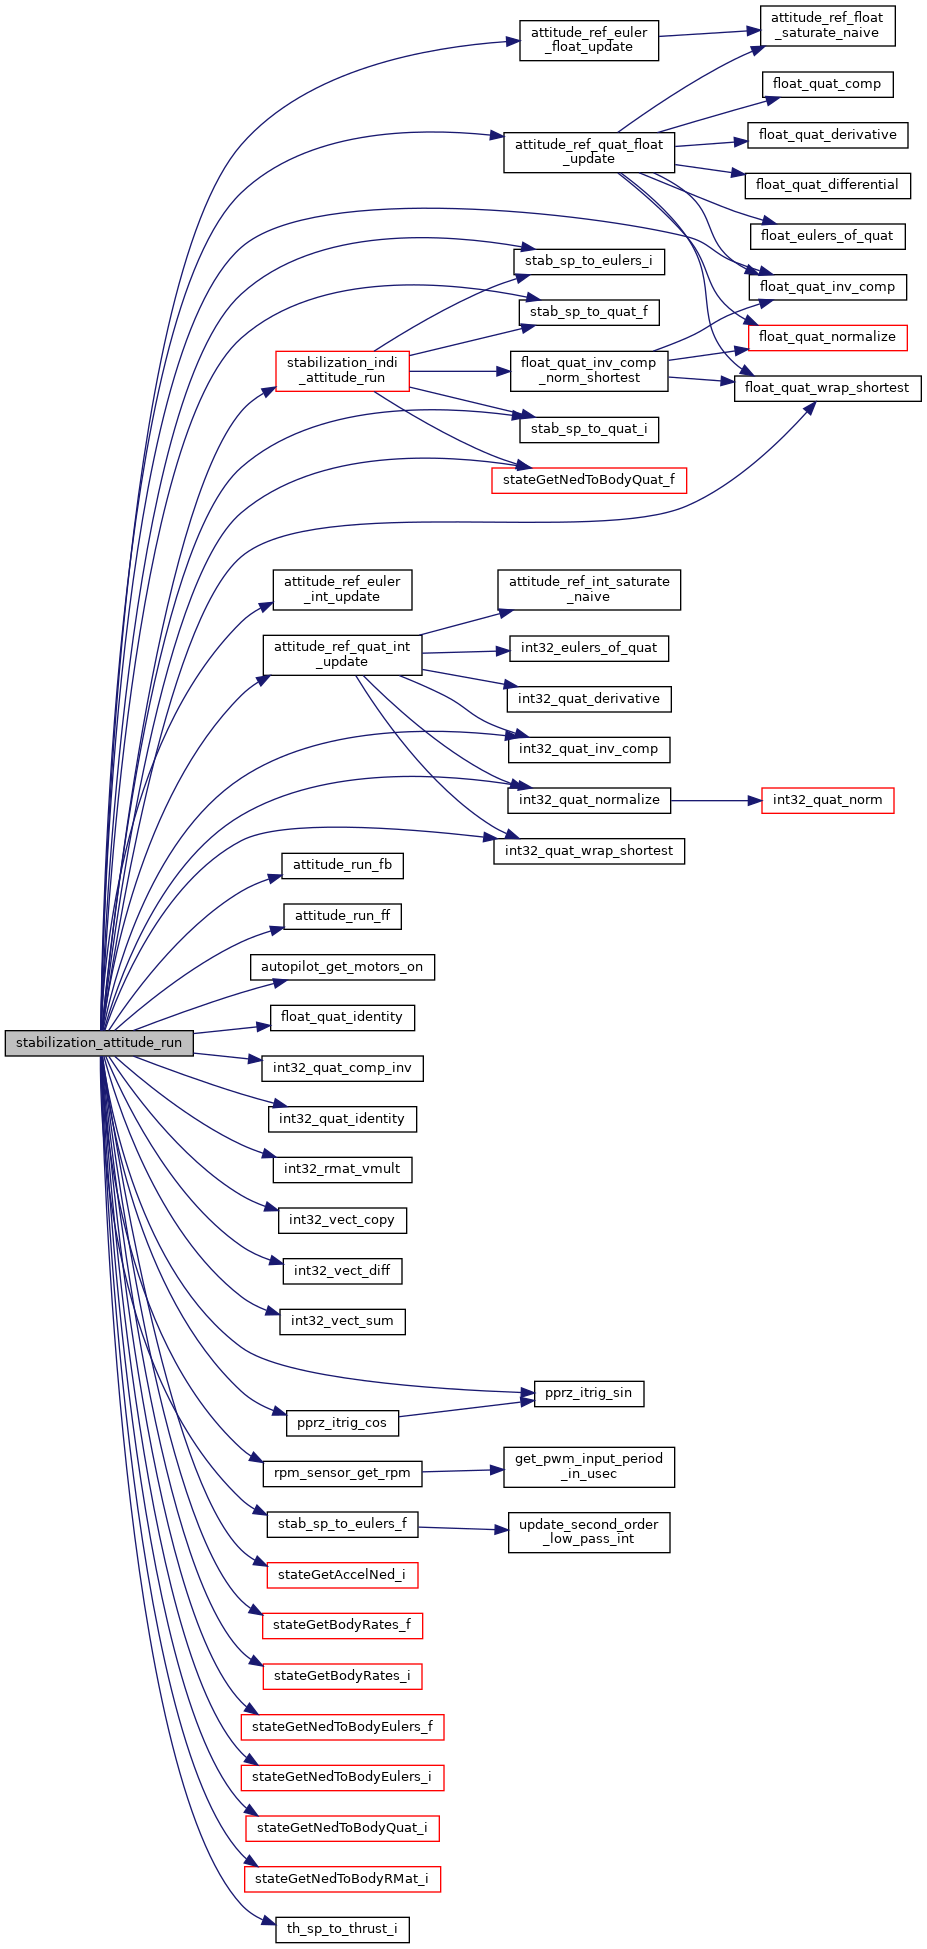 attitude_ref_float
_saturate_naive
attitude_ref_euler
_float_update
float_quat_comp
float_quat_derivative
attitude_ref_quat_float
_update
float_quat_differential
float_eulers_of_quat
stab_sp_to_eulers_i
float_quat_inv_comp
stab_sp_to_quat_f
float_quat_normalize
stabilization_indi
_attitude_run
float_quat_inv_comp
_norm_shortest
float_quat_wrap_shortest
stab_sp_to_quat_i
stateGetNedToBodyQuat_f
attitude_ref_euler
_int_update
attitude_ref_int_saturate
_naive
attitude_ref_quat_int
_update
int32_eulers_of_quat
int32_quat_derivative
int32_quat_inv_comp
int32_quat_normalize
int32_quat_norm
int32_quat_wrap_shortest
attitude_run_fb
attitude_run_ff
autopilot_get_motors_on
float_quat_identity
stabilization_attitude_run
int32_quat_comp_inv
int32_quat_identity
int32_rmat_vmult
int32_vect_copy
int32_vect_diff
int32_vect_sum
pprz_itrig_sin
pprz_itrig_cos
get_pwm_input_period
_in_usec
rpm_sensor_get_rpm
stab_sp_to_eulers_f
update_second_order
_low_pass_int
stateGetAccelNed_i
stateGetBodyRates_f
stateGetBodyRates_i
stateGetNedToBodyEulers_f
stateGetNedToBodyEulers_i
stateGetNedToBodyQuat_i
stateGetNedToBodyRMat_i
th_sp_to_thrust_i